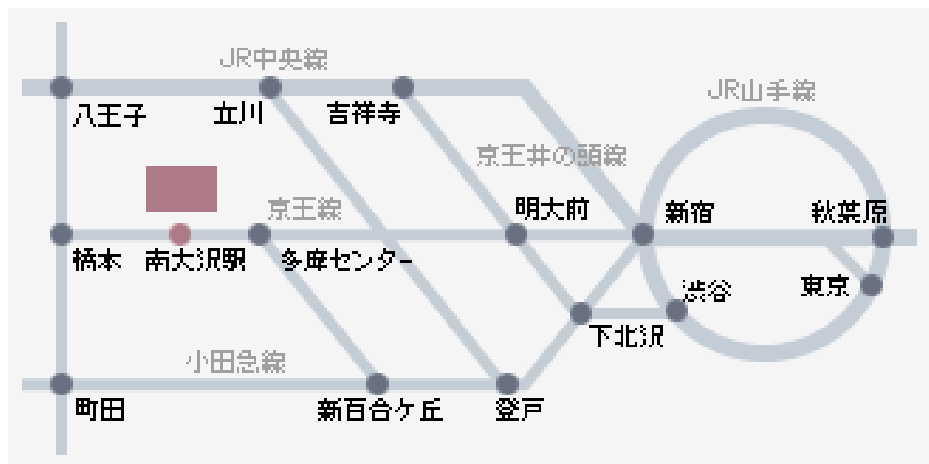 JR中央線
JR山手線
八王子
立川
吉祥寺
京王井の頭線
京王線
明大前
新宿
秋葉原
橋本
南大沢駅
多摩センター
渋谷
東京
下北沢
小田急線
町田
新百合ケ丘
登戸